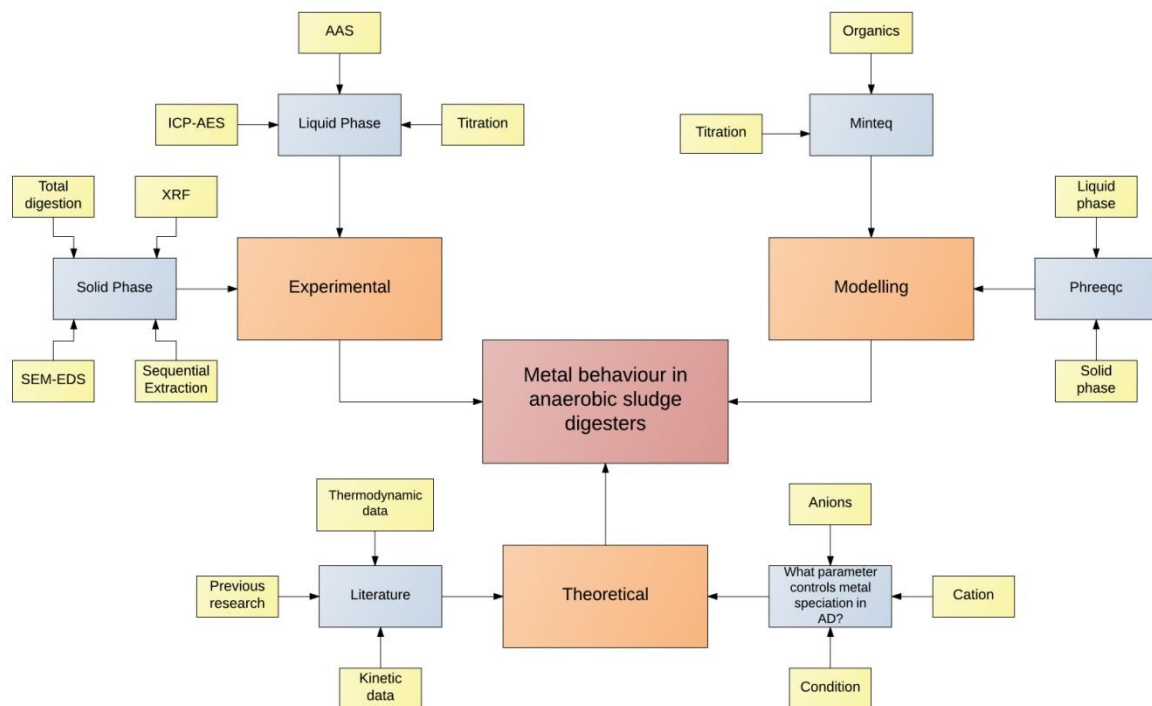 AAS
Organics
ICP-AES
Liquid Phase
Titration
Titration
Minteq
Total
digestion
XRF
Liquid
phase
Solid Phase
Experimental
Modelling
Phreeqc
SEM-EDS
Sequential
Extraction
Solid
phase
Metal behaviour in
anaerobic sludge
digesters
Thermodynamic
data
Anions
Previous
research
Literature
Theoretical
What parameter
controls metal
speciation in
AD?
Cation
Kinetic
data
Condition